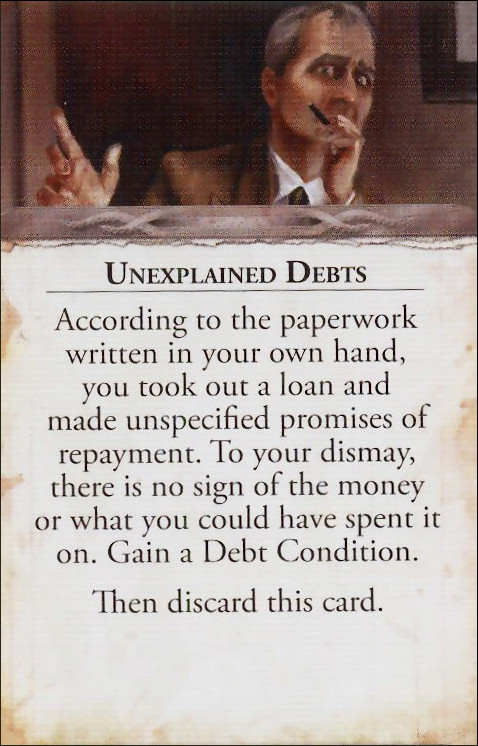 Unexplained Debts
According to the paperwork
written in your own hand,
you took out a loan and
made unspecified promises of
repayment. To your dismay,
there is no sign of the money
or what you could have spent it
on. Gain a Debt Condition.
Then discard this card.